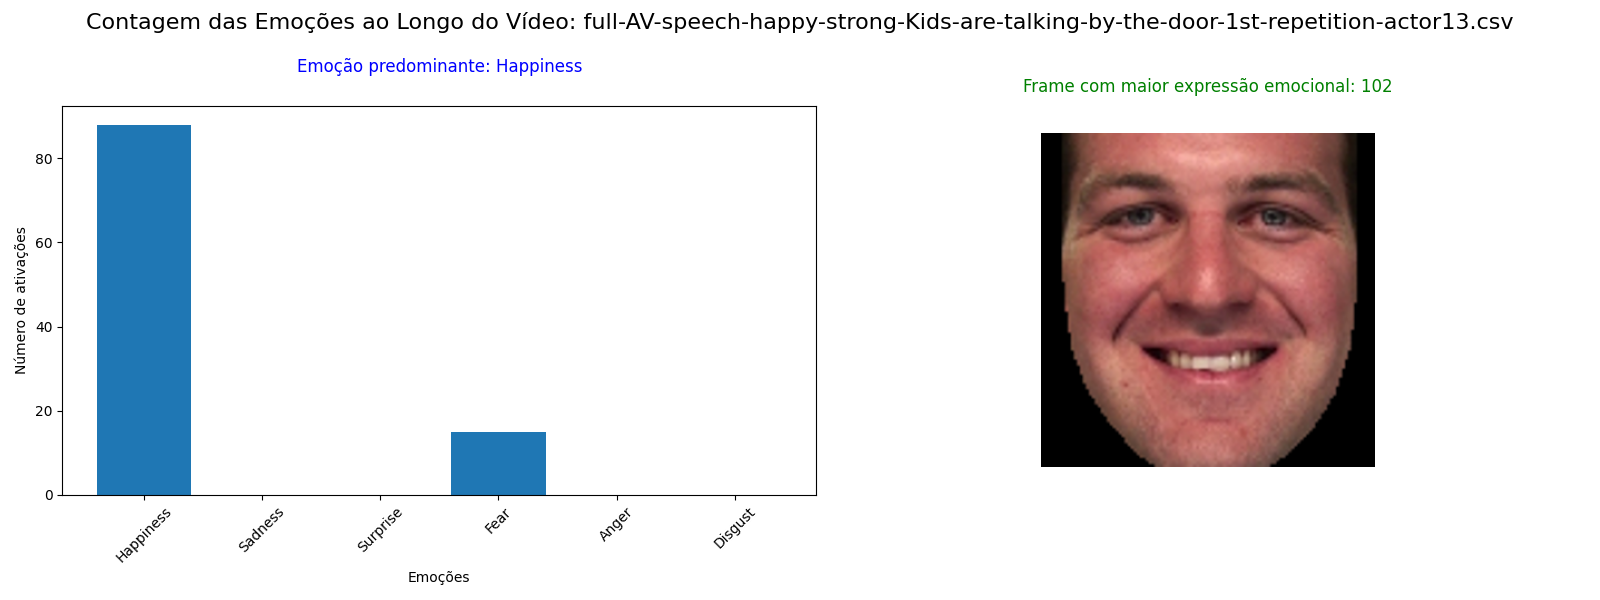 Contagem das Emoções ao Longo do Vídeo: full-AV-speech-happy-strong-Kids-are-talking-by-the-door-1st-repetition-actor13.csv
Emoção predominante: Happiness
Número de ativações
80
60
40
20
0
Happiness
Sadness
Surprise
Fear
Anger
Disgust
Emoções
Frame com maior expressão emocional: 102